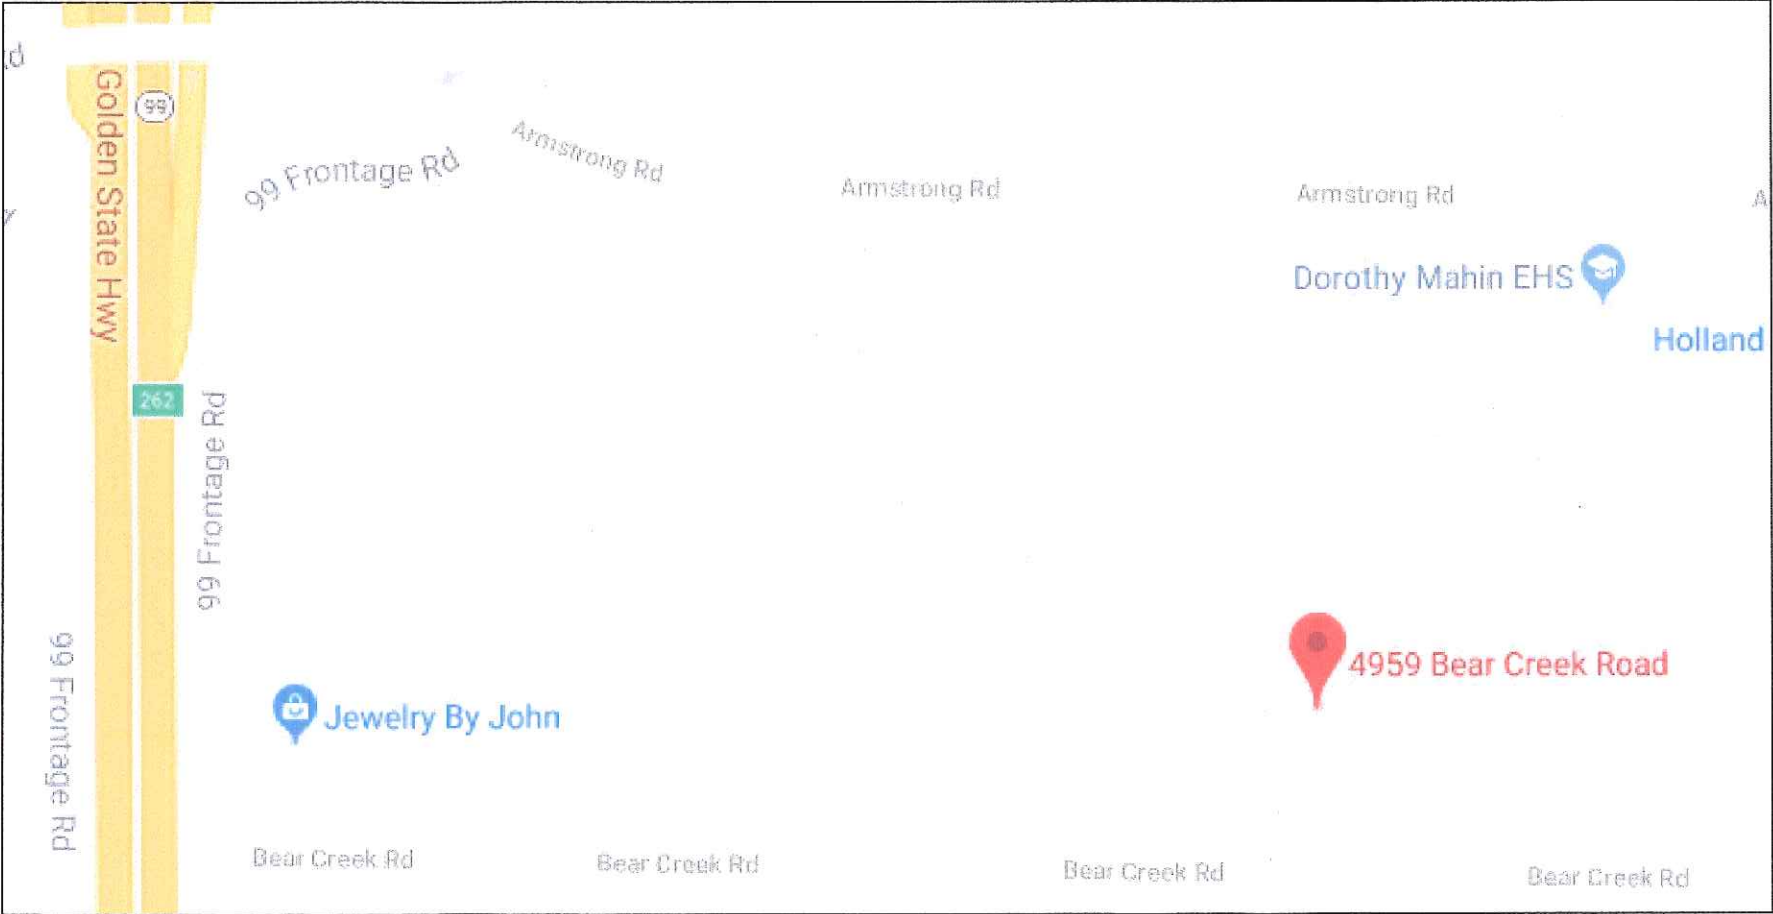 d
99
Golden State Hwy
99 Frontage Rd
Armstrong Rd
Armstrong Rd
Armstrong Rd
A
Dorothy Mahin EHS
Holland
262
99 Frontage Rd
4959 Bear Creek Road
99 Frontage Rd
Jewelry By John
Bear Creek Rd
Bear Creek Rd
Bear Creek Rd
Bear Creek Rd